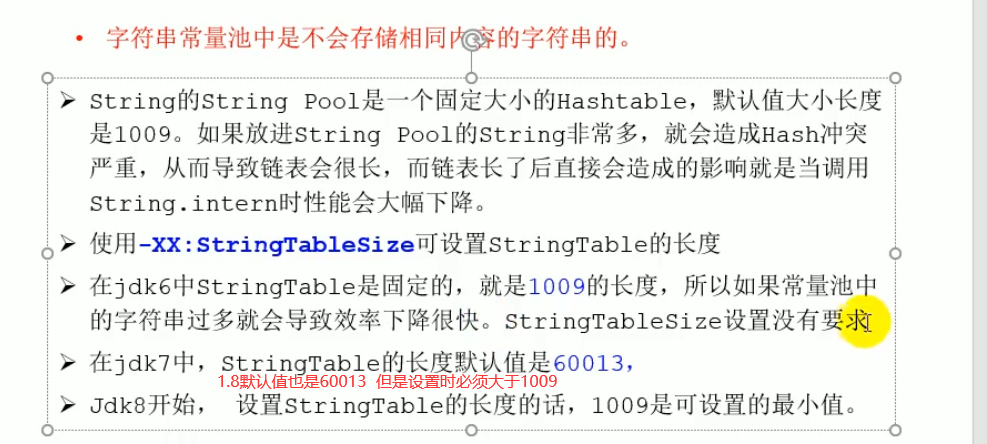 • 字符串常量池中是不会存储相同内容的字符串的。
➢ String的String Pool是一个固定大小的Hashtable，默认值大小长度
是1009。如果放进String Pool的String非常多，就会造成Hash冲突
严重，从而导致链表会很长，而链表长了后直接会造成的影响就是当调用
String.intern时性能会大幅下降。
➢ 使用-XX:StringTableSize可设置StringTable的长度
➢ 在jdk6中StringTable是固定的，就是1009的长度，所以如果常量池中
的字符串过多就会导致效率下降很快。StringTableSize设置没有要求
➢ 在jdk7中，StringTable的长度默认值是60013，
1.8默认值也是60013 但是设置时必须大于1009
➢ Jdk8开始， 设置StringTable的长度的话，1009是可设置的最小值。